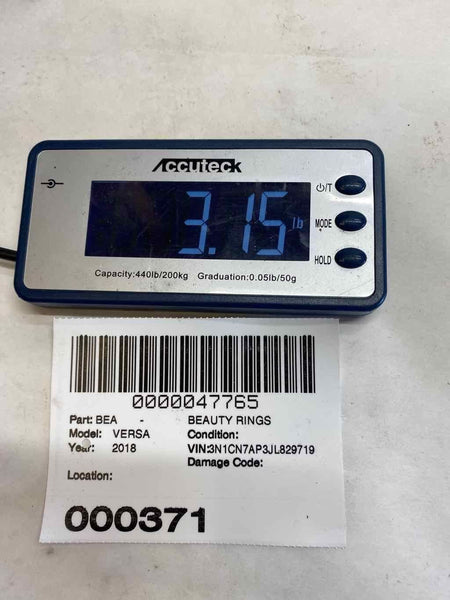 Accuteck
3.15 lb
⏻/T
MODE
HOLD
Capacity:440lb/200kg Graduation:0.05lb/50g
0000047765
Part: BEA - BEAUTY RINGS
Model: VERSA Condition:
Year: 2018 VIN:3N1CN7AP3JL829719
Damage Code:
Location:
000371